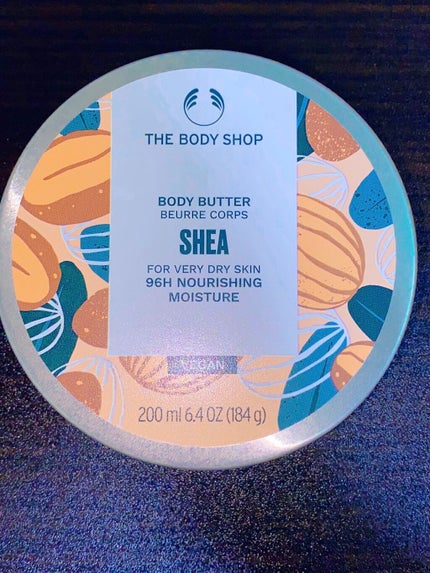 THE BODY SHOP
BODY BUTTER
BEURRE CORPS
SHEA
FOR VERY DRY SKIN
96H NOURISHING
MOISTURE
VEGAN
200 ml 6.4 OZ (184 g)